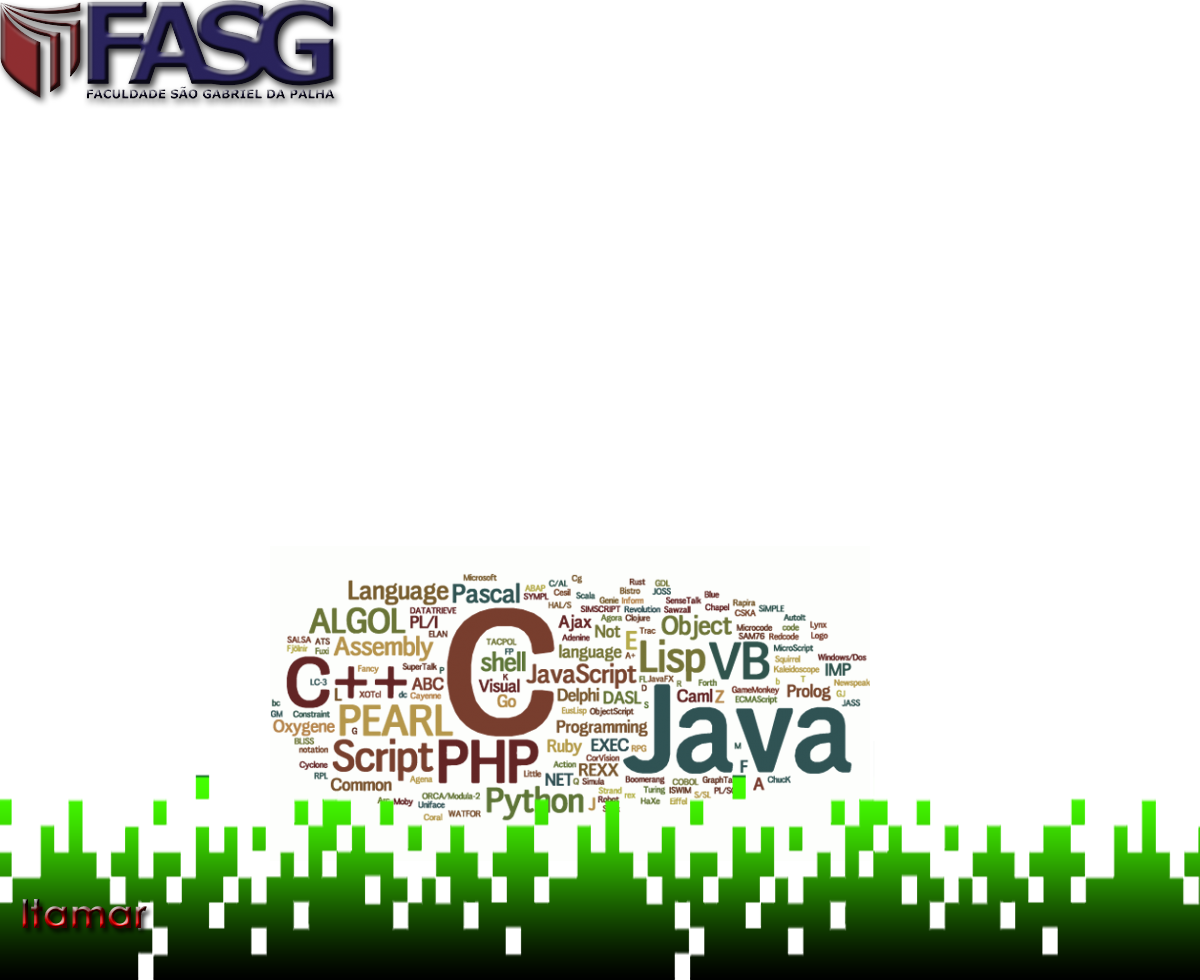 FASG
FACULDADE SÃO GABRIEL DA PALHA
Microsoft
Cg
Language Pascal ABAP C/AL Rust GDL
SYMPL Cesil Scala Bistro JOSS
HAL/S Genie Inform SenseTalk Blue
DATATRIEVE SIMSCRIPT Revolution Sawzall Chapel Rapira SiMPLE
ALGOL PL/I C Ajax Agora Clojure Object CSKA AutoIt
ELAN Adenine Not E Trac Microcode code Lynx
SALSA ATS TACPOL SAM76 Redcode Logo
Fjölnir Fuxi Assembly FP language A+ Lisp VB MicroScript
shell Squirrel Windows/Dos
C++ Fancy SuperTalk P JavaScript FL JavaFX Kaleidoscope IMP
LC-3 ABC K Visual D R Forth b T Newspeak
L XOTcl dc Cayenne Go Delphi DASL S Caml Z GameMonkey Prolog GJ
bc ECMAScript JASS
GM Constraint PEARL EusLisp ObjectScript Java
Oxygene G Programming
BLISS notation Script PHP Ruby EXEC RPG M
Cyclone CorVision F
RPL Action REXX
Common Agena Little NET Q Simula Boomerang COBOL A ChucK
ORCA/Modula-2 Python Strand rex Turing ISWIM S/SL
Moby Uniface J HaXe Eiffel
Coral WATFOR
Itamar